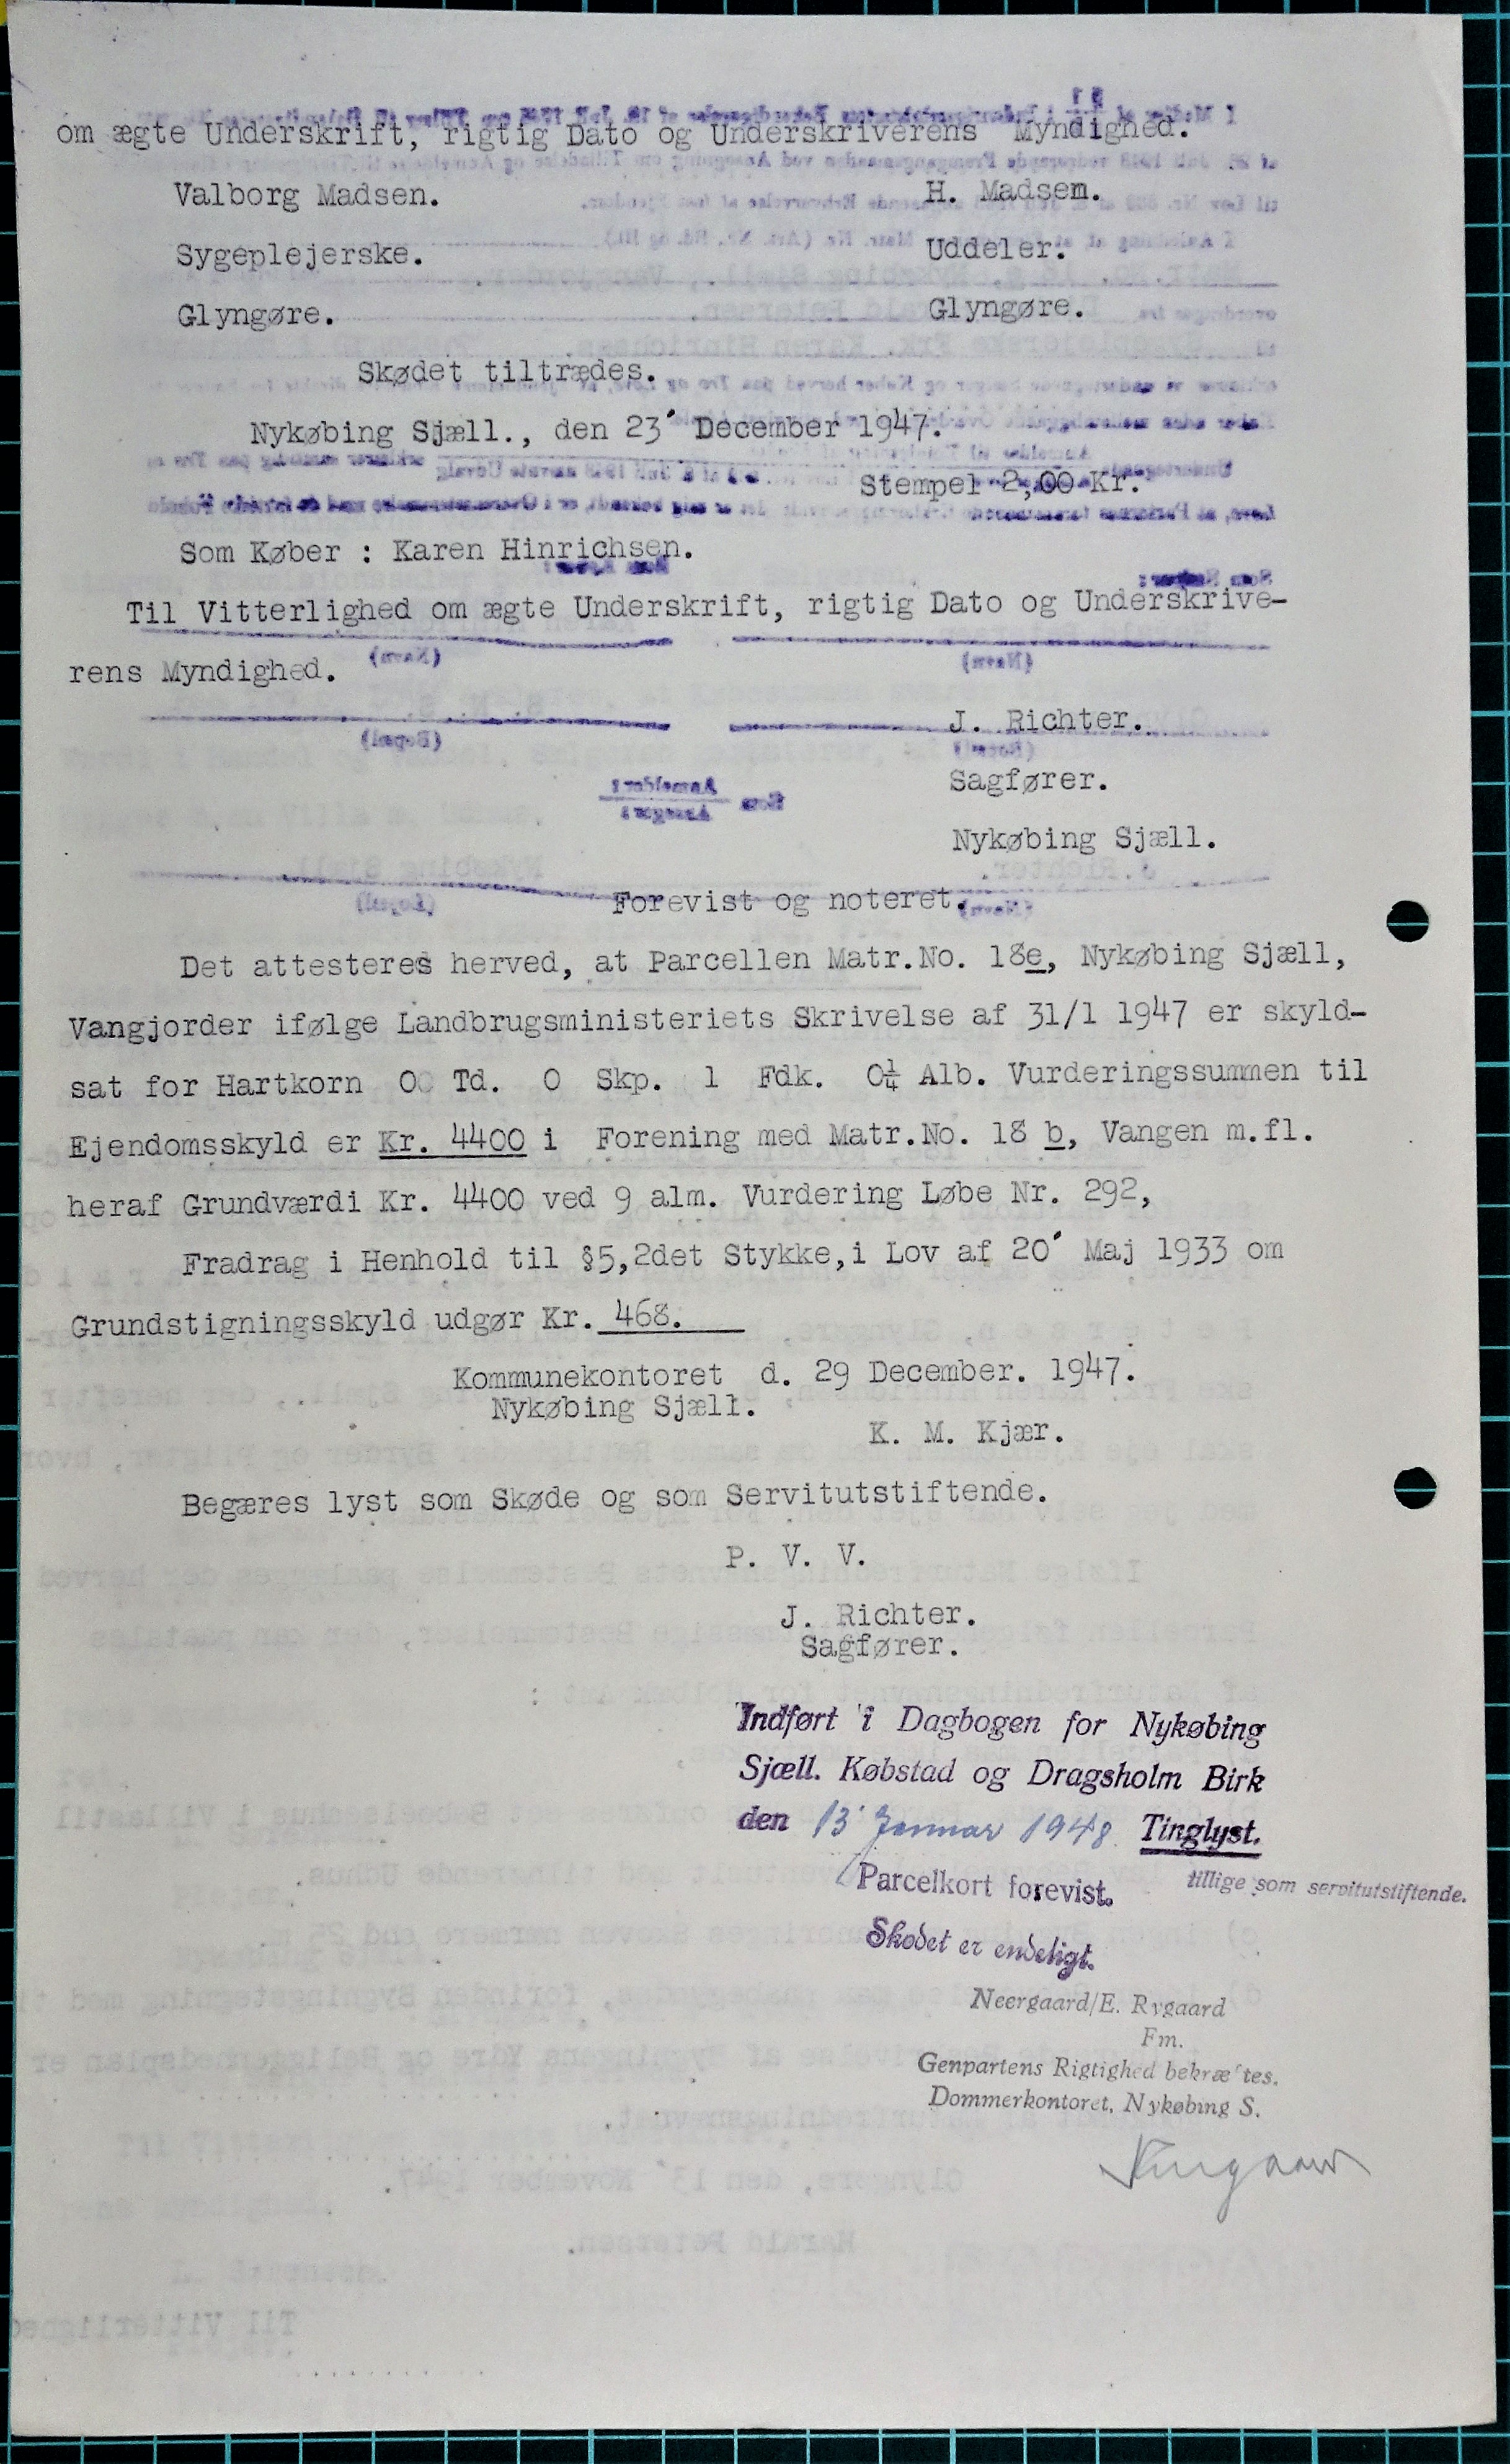 om ægte Underskrift, rigtig Dato og Underskriverens Myndighed.
Valborg Madsen. H. Madsem.
Sygeplejerske. Uddeler.
Glyngøre. Glyngøre.
Skødet tiltrædes.
Nykøbing Sjæll., den 23' December 1947.
Stempel 2,00 Kr.
Som Køber : Karen Hinrichsen.
Til Vitterlighed om ægte Underskrift, rigtig Dato og Underskrive-
rens Myndighed.
J. Richter.
Sagfører.
Nykøbing Sjæll.
Forevist og noteret.
Det attesteres herved, at Parcellen Matr.No. 18e, Nykøbing Sjæll,
Vangjorder ifølge Landbrugsministeriets Skrivelse af 31/1 1947 er skyld-
sat for Hartkorn 0 Td. 0 Skp. 1 Fdk. 0¼ Alb. Vurderingssummen til
Ejendomsskyld er Kr. 4400 i Forening med Matr.No. 18 b, Vangen m.fl.
heraf Grundværdi Kr. 4400 ved 9 alm. Vurdering Løbe Nr. 292,
Fradrag i Henhold til §5,2det Stykke,i Lov af 20' Maj 1933 om
Grundstigningsskyld udgør Kr. 468.
Kommunekontoret d. 29 December. 1947.
Nykøbing Sjæll.
K. M. Kjær.
Begæres lyst som Skøde og som Servitutstiftende.
P. V. V.
J. Richter.
Sagfører.
Indført i Dagbogen for Nykøbing
Sjæll. Købstad og Dragsholm Birk
den 13' Januar 1948. Tinglyst.
Parcelkort forevist. tillige som servitutstiftende.
Skødet er endeligt.
Neergaard/E. Rygaard
Fm.
Genpartens Rigtighed bekræftes.
Dommerkontoret, Nykøbing S.